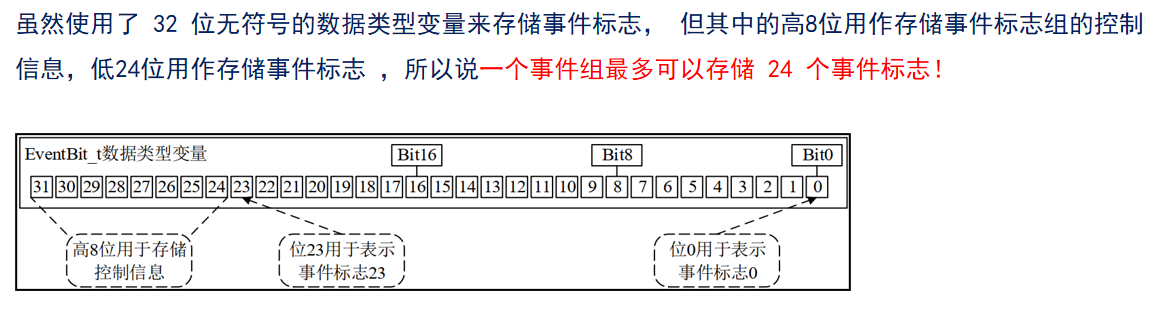 虽然使用了 32 位无符号的数据类型变量来存储事件标志， 但其中的高8位用作存储事件标志组的控制
信息，低24位用作存储事件标志 ，所以说一个事件组最多可以存储 24 个事件标志！
EventBit_t数据类型变量
Bit16 Bit8 Bit0
31 30 29 28 27 26 25 24 23 22 21 20 19 18 17 16 15 14 13 12 11 10 9 8 7 6 5 4 3 2 1 0
高8位用于存储
控制信息
位23用于表示
事件标志23
位0用于表示
事件标志0